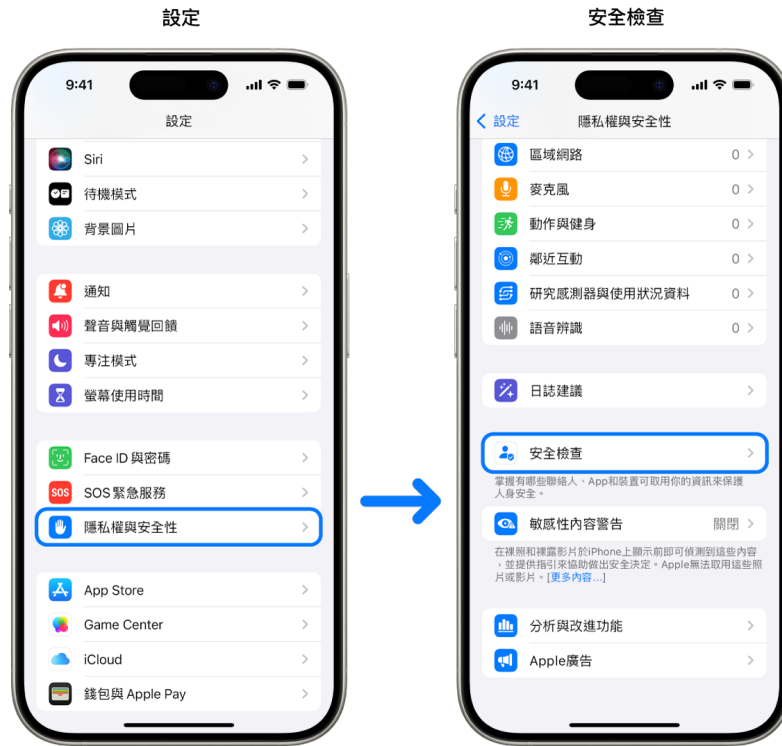 設定
9:41
設定
Siri
待機模式
背景圖片
通知
聲音與觸覺回饋
專注模式
螢幕使用時間
Face ID 與密碼
SOS SOS 緊急服務
隱私權與安全性
App Store
Game Center
iCloud
錢包與 Apple Pay
安全檢查
9:41
設定 隱私權與安全性
區域網路 0
麥克風 0
動作與健身 0
鄰近互動 0
研究感測器與使用狀況資料 0
語音辨識 0
日誌建議
安全檢查
掌握有哪些聯絡人、App和裝置可取用你的資訊來保護
人身安全。
敏感性內容警告 關閉
在裸照和裸露影片於iPhone上顯示前即可偵測到這些內容
，並提供指引來協助做出安全決定。Apple無法取用這些照
片或影片。[更多內容...]
分析與改進功能
Apple廣告